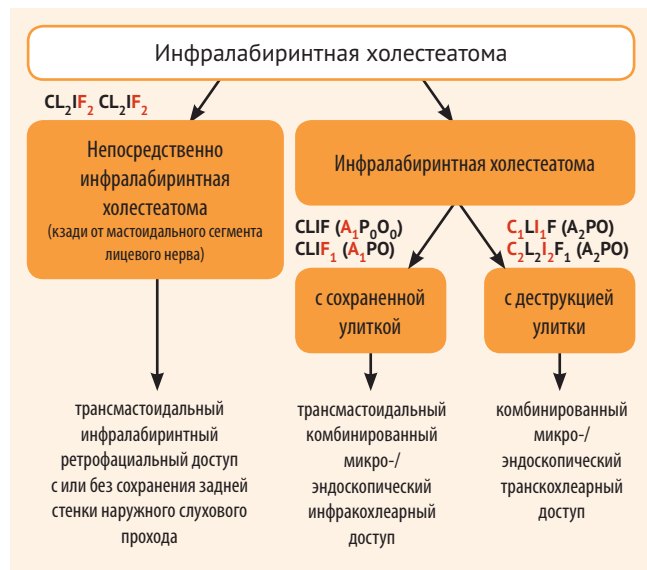 Инфралабиринтная холестеатома
CL₂IF₂ CL₂IF₂
Непосредственно
инфралабиринтная
холестеатома
(кзади от мастоидального сегмента
лицевого нерва)
Инфралабиринтная холестеатома
CLIF (A₁P₀O₀)
CLIF₁ (A₁PO)
C₁LI₁F (A₂PO)
C₂L₂I₂F₁ (A₂PO)
с сохраненной
улиткой
с деструкцией
улитки
трансмастоидальный
инфралабиринтный
ретрофациальный доступ
с или без сохранения задней
стенки наружного слухового
прохода
трансмастоидальный
комбинированный
микро-/
эндоскопический
инфракохлеарный
доступ
комбинированный
микро-/
эндоскопический
транскохлеарный
доступ